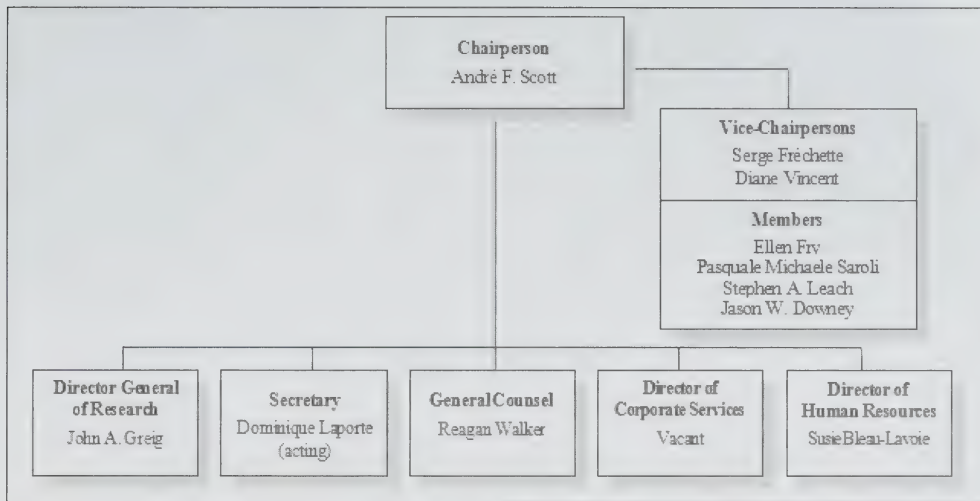 Chairperson
André F. Scott
Vice-Chairpersons
Serge Fréchette
Diane Vincent
Members
Ellen Fry
Pasquale Michaele Saroli
Stephen A. Leach
Jason W. Downey
Director General
of Research
John A. Greig
Secretary
Dominique Laporte
(acting)
General Counsel
Reagan Walker
Director of
Corporate Services
Vacant
Director of
Human Resources
Susie Bleau-Lavoie